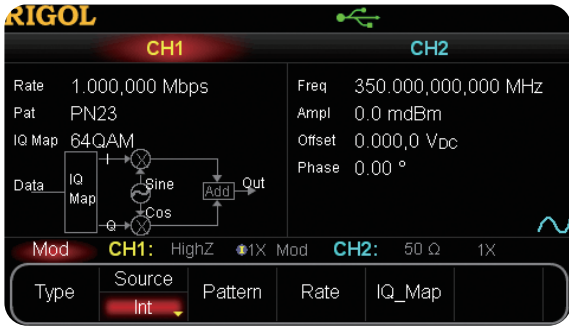 RIGOL
CH1 CH2
Rate 1.000,000 Mbps
Pat PN23
IQ Map 64QAM
I
Data IQ Map Sine Add Out
Cos
Q
Freq 350.000,000,000 MHz
Ampl 0.0 mdBm
Offset 0.000,0 VDC
Phase 0.00 °
Mod CH1: HighZ 1X Mod CH2: 50 Ω 1X
Type Source Int Pattern Rate IQ_Map